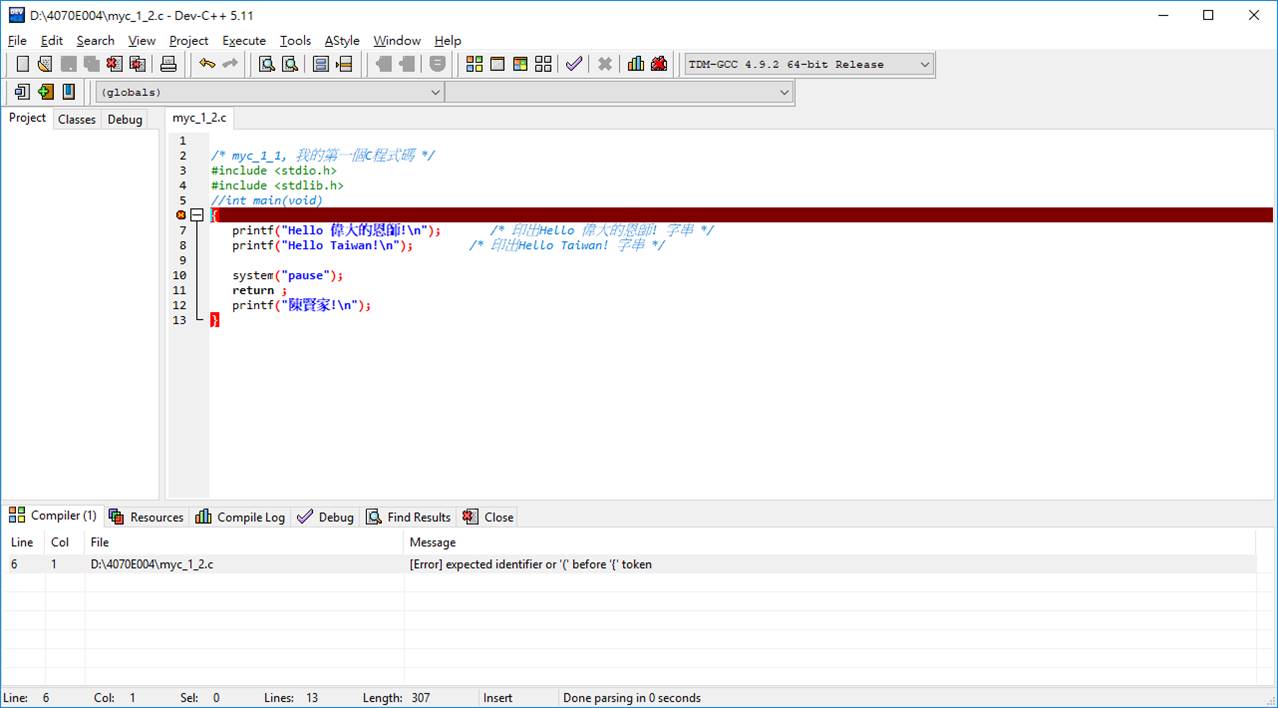 D:\4070E004\myc_1_2.c - Dev-C++ 5.11
File Edit Search View Project Execute Tools AStyle Window Help
TDM-GCC 4.9.2 64-bit Release
(globals)
Project Classes Debug
myc_1_2.c
1
2 /* myc_1_1, 我的第一個C程式碼 */
3 #include <stdio.h>
4 #include <stdlib.h>
5 //int main(void)
{
7 printf("Hello 偉大的恩師!\n"); /* 印出Hello 偉大的恩師! 字串 */
8 printf("Hello Taiwan!\n"); /* 印出Hello Taiwan! 字串 */
9
10 system("pause");
11 return ;
12 printf("陳賢家!\n");
13 }
Compiler (1) Resources Compile Log Debug Find Results Close
Line Col File Message
6 1 D:\4070E004\myc_1_2.c [Error] expected identifier or '(' before '{' token
Line: 6 Col: 1 Sel: 0 Lines: 13 Length: 307 Insert Done parsing in 0 seconds